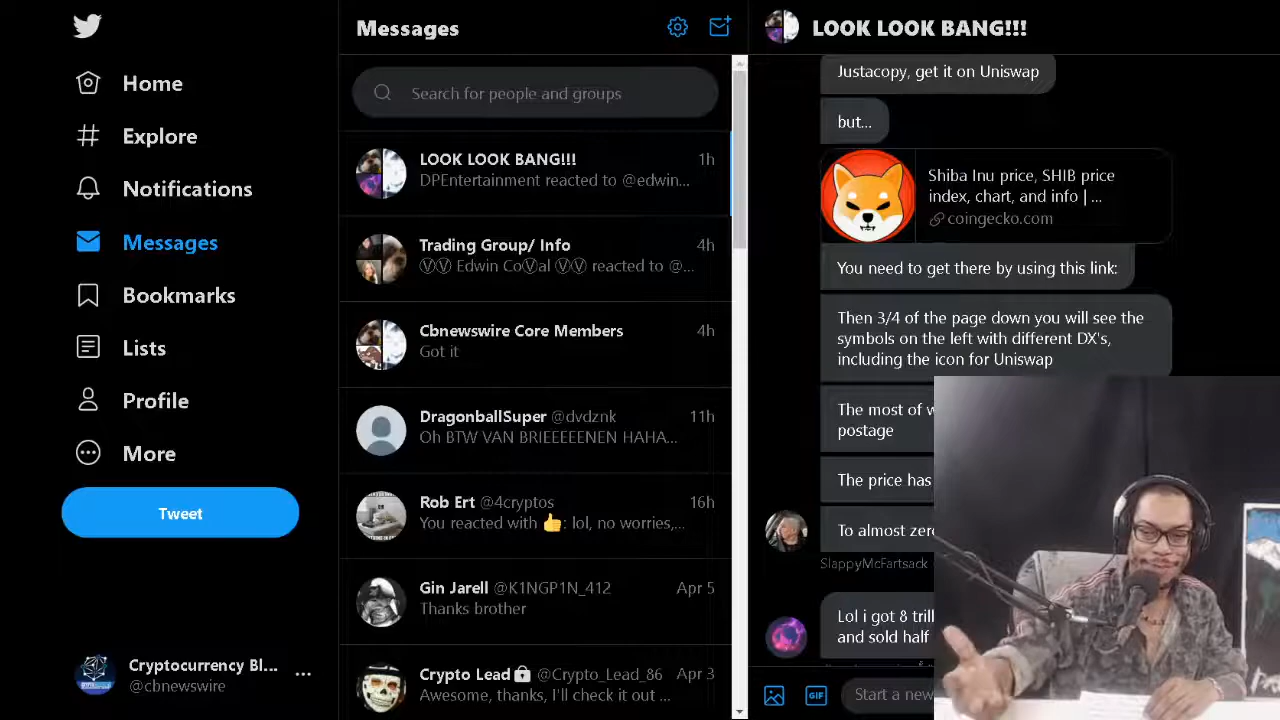 Home
Explore
Notifications
Messages
Bookmarks
Lists
Profile
More
Tweet
Cryptocurrency Bl...
@cbnewswire
Messages
Search for people and groups
LOOK LOOK BANG!!! 1h
DPEntertainment reacted to @edwin...
Trading Group/ Info 4h
ⓋⓋ Edwin CoⓋal ⓋⓋ reacted to @...
Cbnewswire Core Members 4h
Got it
DragonballSuper @dvdznk 11h
Oh BTW VAN BRIEEEEENEN HAHA...
Rob Ert @4cryptos 16h
You reacted with 👍: lol, no worries,...
Gin Jarell @K1NGP1N_412 Apr 5
Thanks brother
Crypto Lead @Crypto_Lead_86 Apr 3
Awesome, thanks, I'll check it out ...
LOOK LOOK BANG!!!
Justacopy, get it on Uniswap
but...
Shiba Inu price, SHIB price
index, chart, and info | ...
coingecko.com
You need to get there by using this link:
Then 3/4 of the page down you will see the
symbols on the left with different DX's,
including the icon for Uniswap
The most of w
postage
The price has
To almost zer
SlappyMcFartsack
Lol i got 8 trill
and sold half
GIF
Start a new